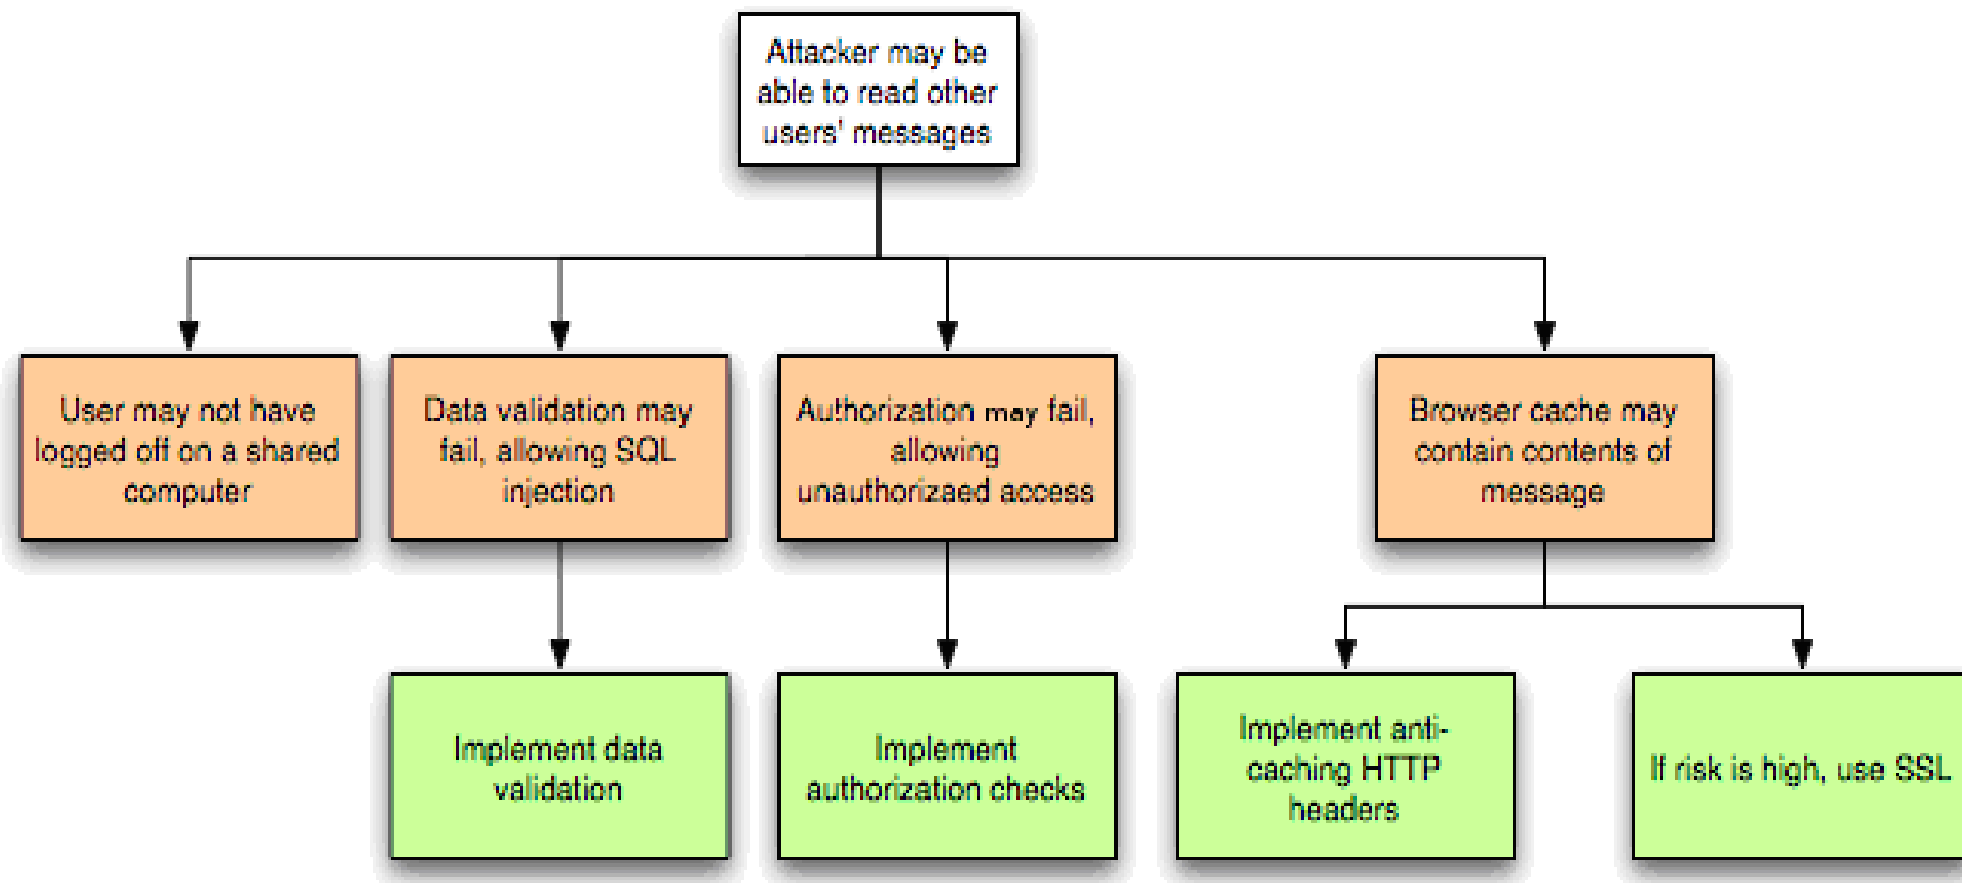 Attacker may be
able to read other
users' messages
User may not have
logged off on a shared
computer
Data validation may
fail, allowing SQL
injection
Authorization may fail,
allowing
unauthorizaed access
Browser cache may
contain contents of
message
Implement data
validation
Implement
authorization checks
Implement anti-
caching HTTP
headers
If risk is high, use SSL